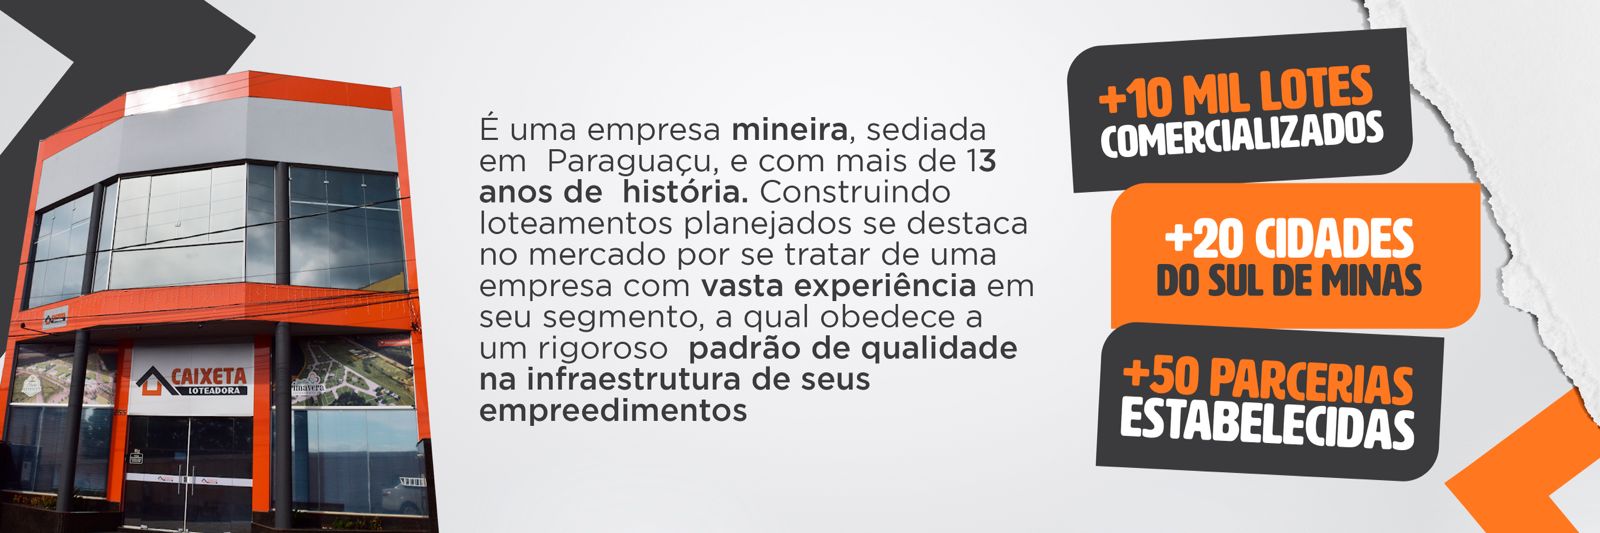 CAIXETA
LOTEADORA
É uma empresa mineira, sediada
em Paraguaçu, e com mais de 13
anos de história. Construindo
loteamentos planejados se destaca
no mercado por se tratar de uma
empresa com vasta experiência em
seu segmento, a qual obedece a
um rigoroso padrão de qualidade
na infraestrutura de seus
empreedimentos
+10 MIL LOTES
COMERCIALIZADOS
+20 CIDADES
DO SUL DE MINAS
+50 PARCERIAS
ESTABELECIDAS